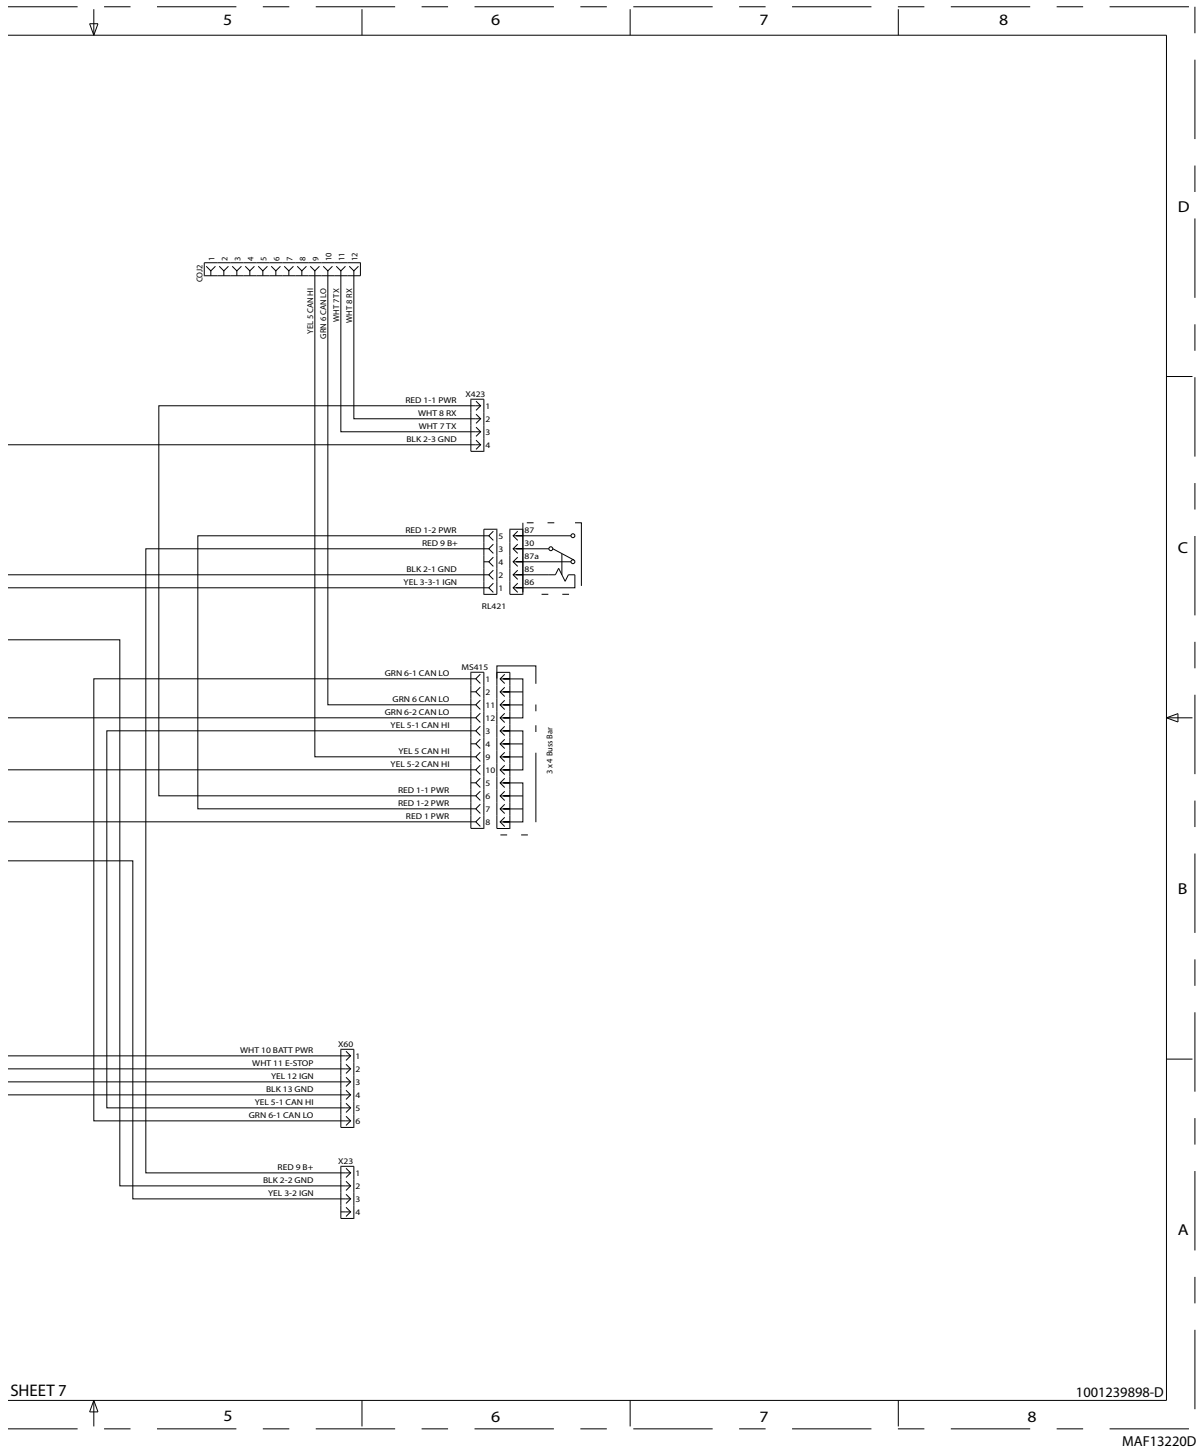 5 6 7 8
D
COJ2
1 2 3 4 5 6 7 8 9 10 11 12
YEL 5 CAN HI
GRN 6 CAN LO
WHT 7 TX
WHT 8 RX
X423
RED 1-1 PWR 1
WHT 8 RX 2
WHT 7 TX 3
BLK 2-3 GND 4
C
RED 1-2 PWR 5 87
RED 9 B+ 3 30
4 87a
BLK 2-1 GND 2 85
YEL 3-3-1 IGN 1 86
RL421
MS415
GRN 6-1 CAN LO 1
2
GRN 6 CAN LO 11
GRN 6-2 CAN LO 12
YEL 5-1 CAN HI 3
4
YEL 5 CAN HI 9
YEL 5-2 CAN HI 10
5
RED 1-1 PWR 6
RED 1-2 PWR 7
RED 1 PWR 8
3 x 4 Buss Bar
B
X60
WHT 10 BATT PWR 1
WHT 11 E-STOP 2
YEL 12 IGN 3
BLK 13 GND 4
YEL 5-1 CAN HI 5
GRN 6-1 CAN LO 6
X23
RED 9 B+ 1
BLK 2-2 GND 2
YEL 3-2 IGN 3
4
A
SHEET 7 1001239898-D
5 6 7 8
MAF13220D